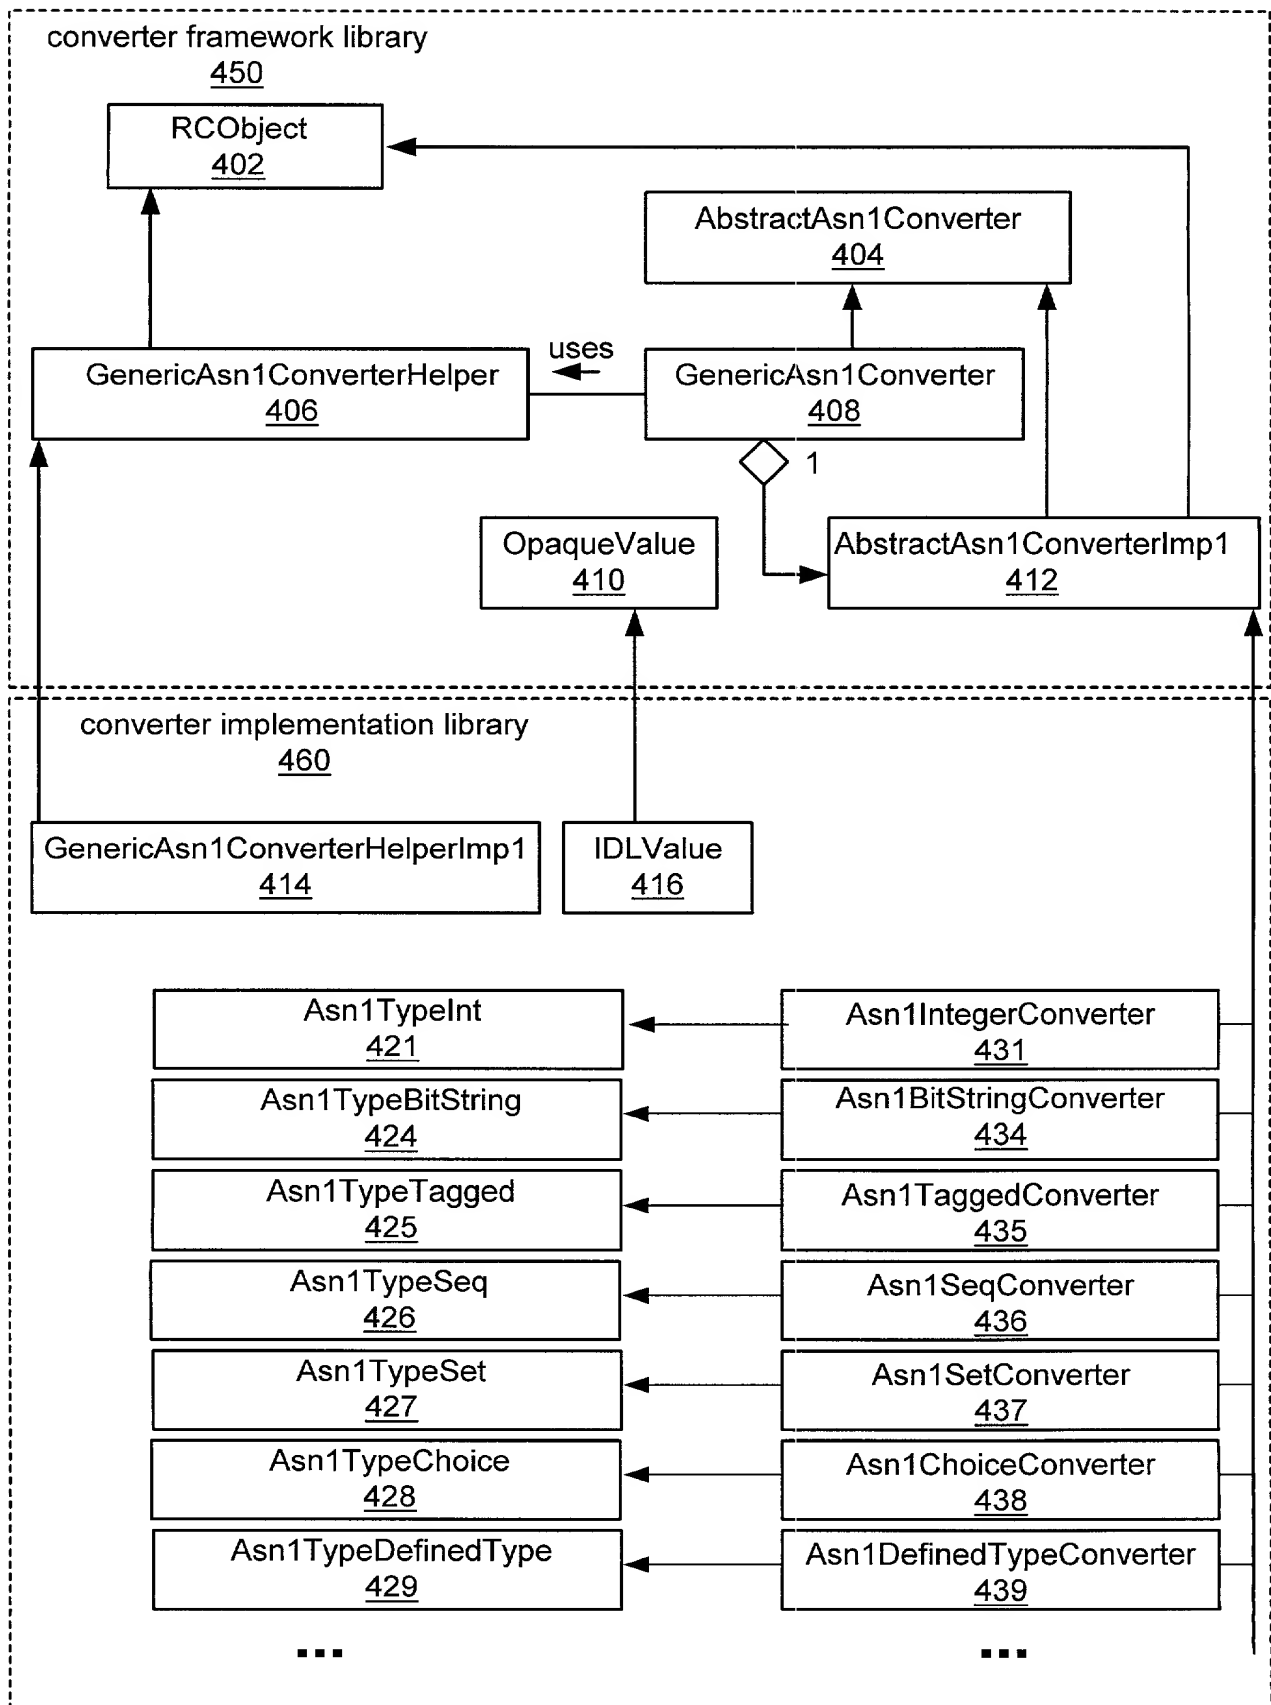 converter framework library
450
RCObject
402
AbstractAsn1Converter
404
uses
GenericAsn1ConverterHelper
406
GenericAsn1Converter
408
1
OpaqueValue
410
AbstractAsn1ConverterImp1
412
converter implementation library
460
GenericAsn1ConverterHelperImp1
414
IDLValue
416
Asn1TypeInt
421
Asn1IntegerConverter
431
Asn1TypeBitString
424
Asn1BitStringConverter
434
Asn1TypeTagged
425
Asn1TaggedConverter
435
Asn1TypeSeq
426
Asn1SeqConverter
436
Asn1TypeSet
427
Asn1SetConverter
437
Asn1TypeChoice
428
Asn1ChoiceConverter
438
Asn1TypeDefinedType
429
Asn1DefinedTypeConverter
439
... ...